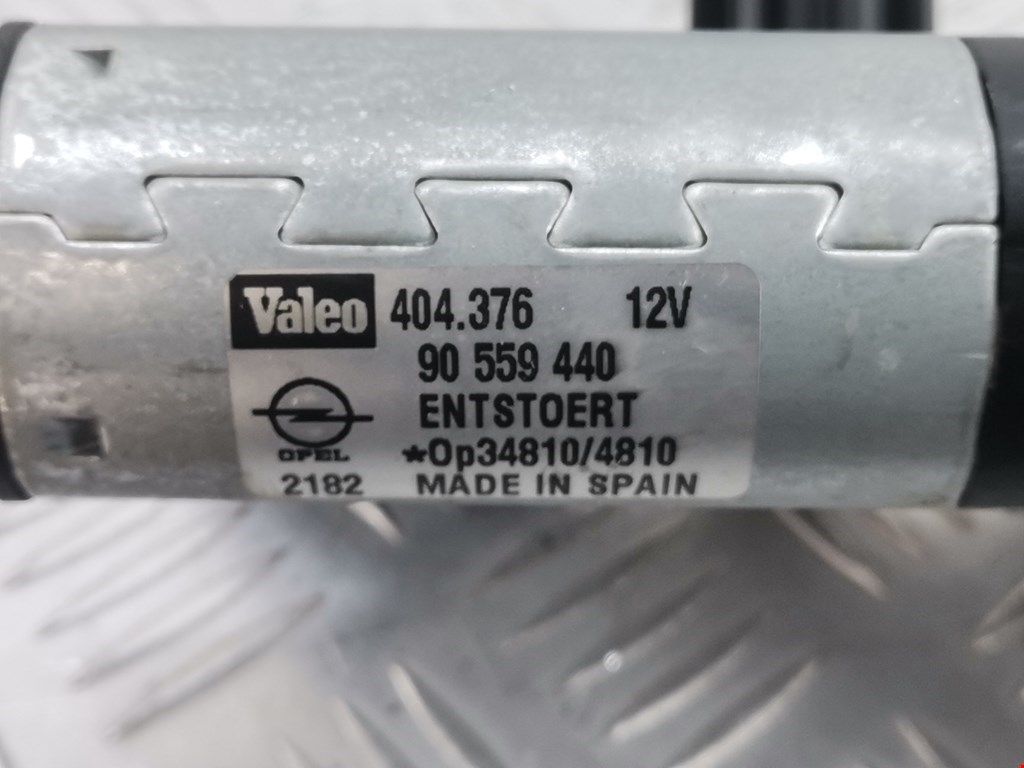 Valeo 404.376 12V
90 559 440
ENTSTOERT
OPEL *Op34810/4810
2182 MADE IN SPAIN